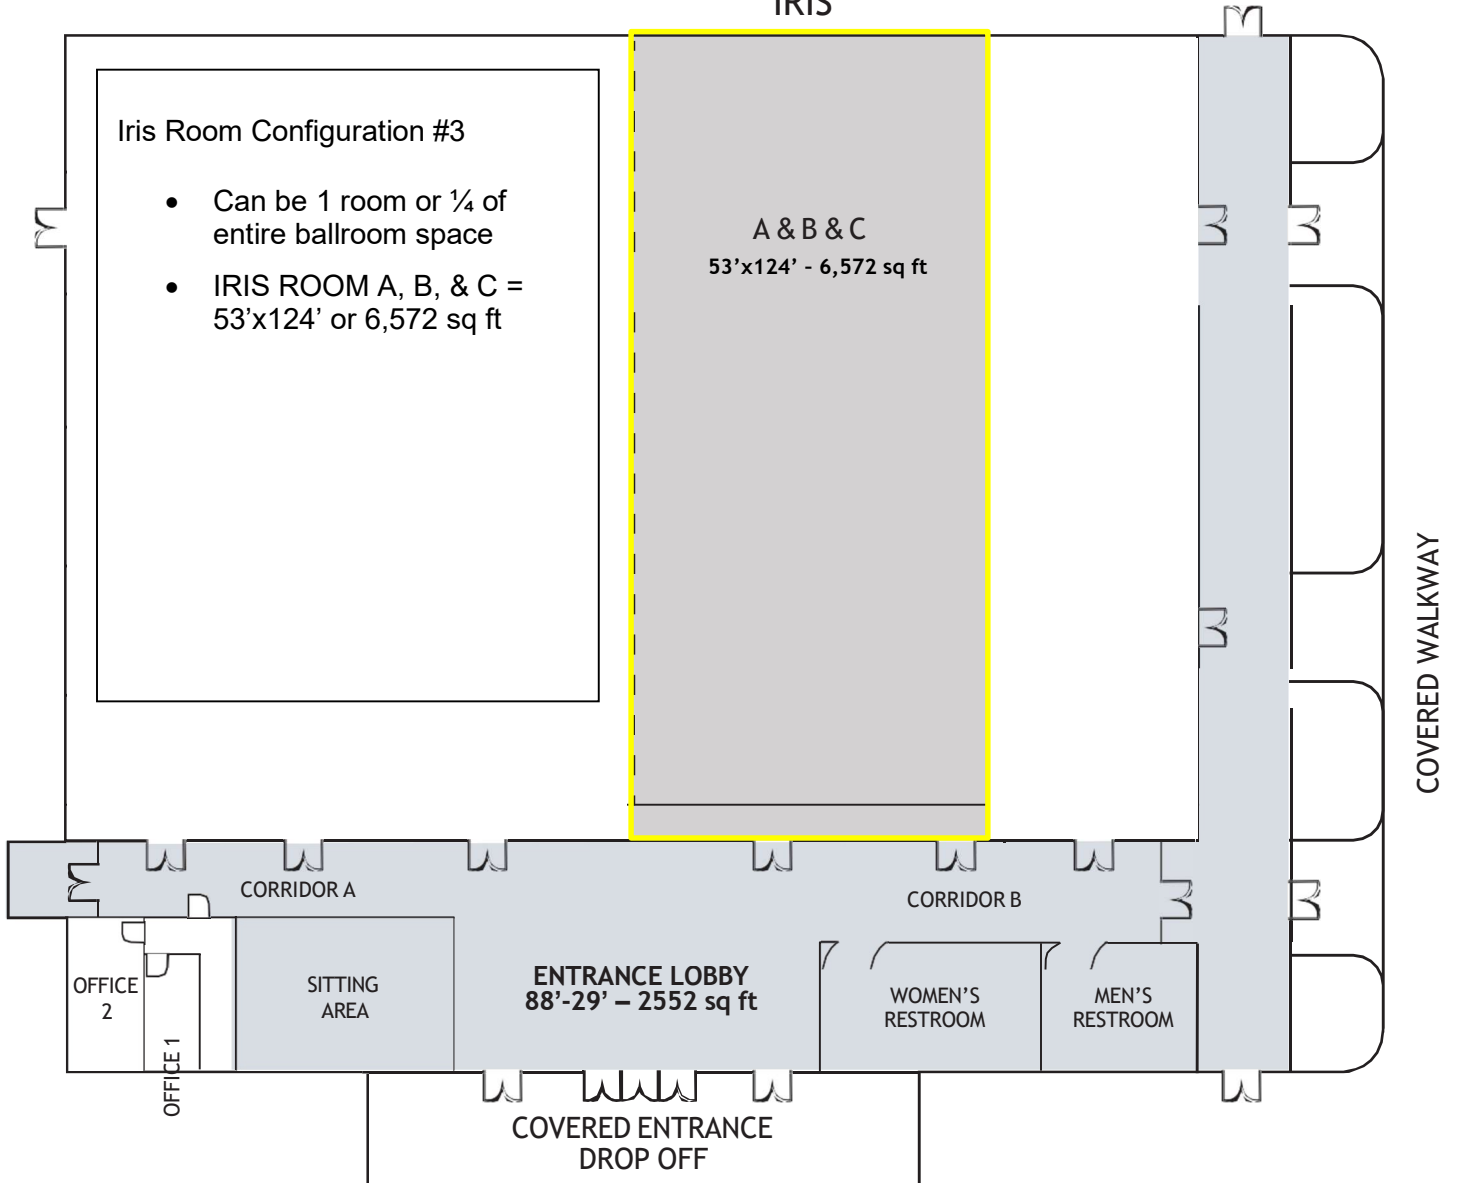 IRIS
Iris Room Configuration #3
• Can be 1 room or ¼ of
entire ballroom space
• IRIS ROOM A, B, & C =
53’x124’ or 6,572 sq ft
A & B & C
53’x124’ - 6,572 sq ft
COVERED WALKWAY
CORRIDOR A
CORRIDOR B
OFFICE
2
OFFICE 1
SITTING
AREA
ENTRANCE LOBBY
88’-29’ – 2552 sq ft
WOMEN’S
RESTROOM
MEN’S
RESTROOM
COVERED ENTRANCE
DROP OFF